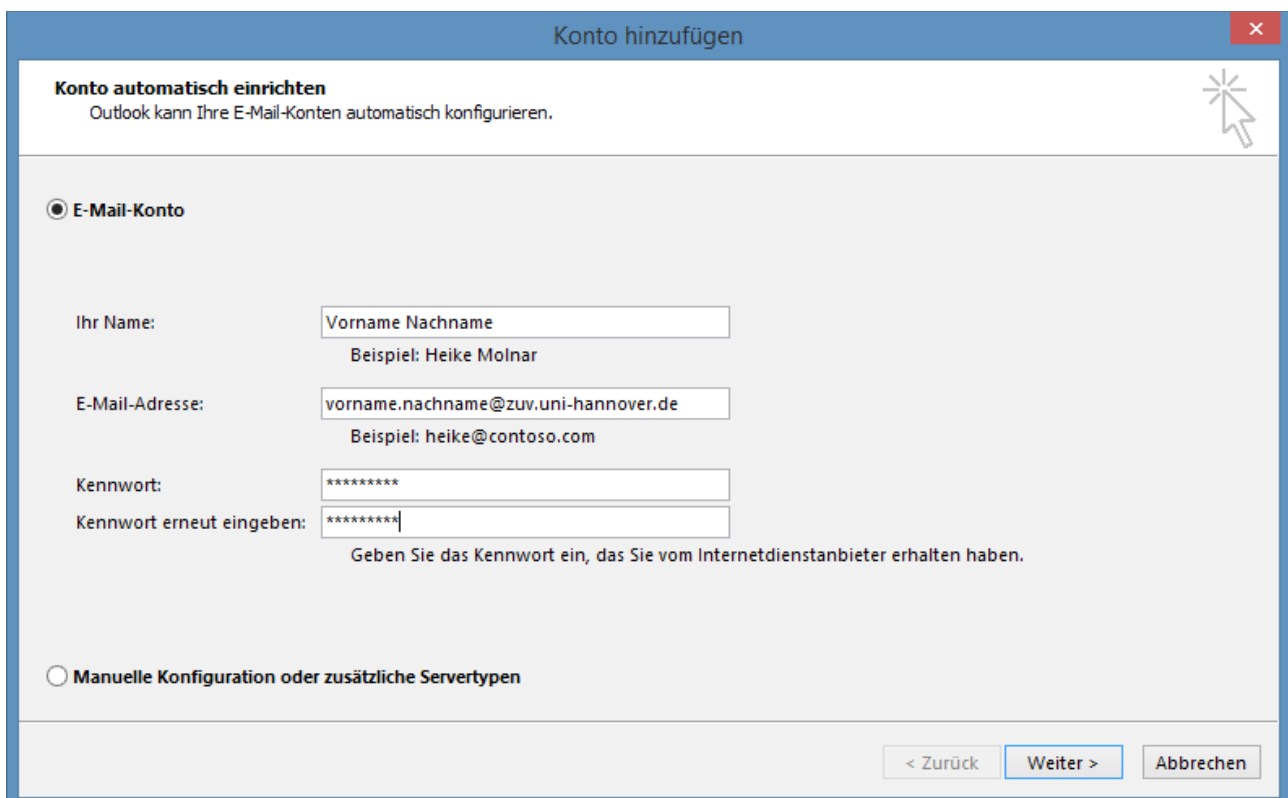 Konto hinzufügen
Konto automatisch einrichten
Outlook kann Ihre E-Mail-Konten automatisch konfigurieren.
E-Mail-Konto
Ihr Name: Vorname Nachname
Beispiel: Heike Molnar
E-Mail-Adresse: vorname.nachname@zuv.uni-hannover.de
Beispiel: heike@contoso.com
Kennwort: *********
Kennwort erneut eingeben: *********
Geben Sie das Kennwort ein, das Sie vom Internetdienstanbieter erhalten haben.
Manuelle Konfiguration oder zusätzliche Servertypen
< Zurück Weiter > Abbrechen